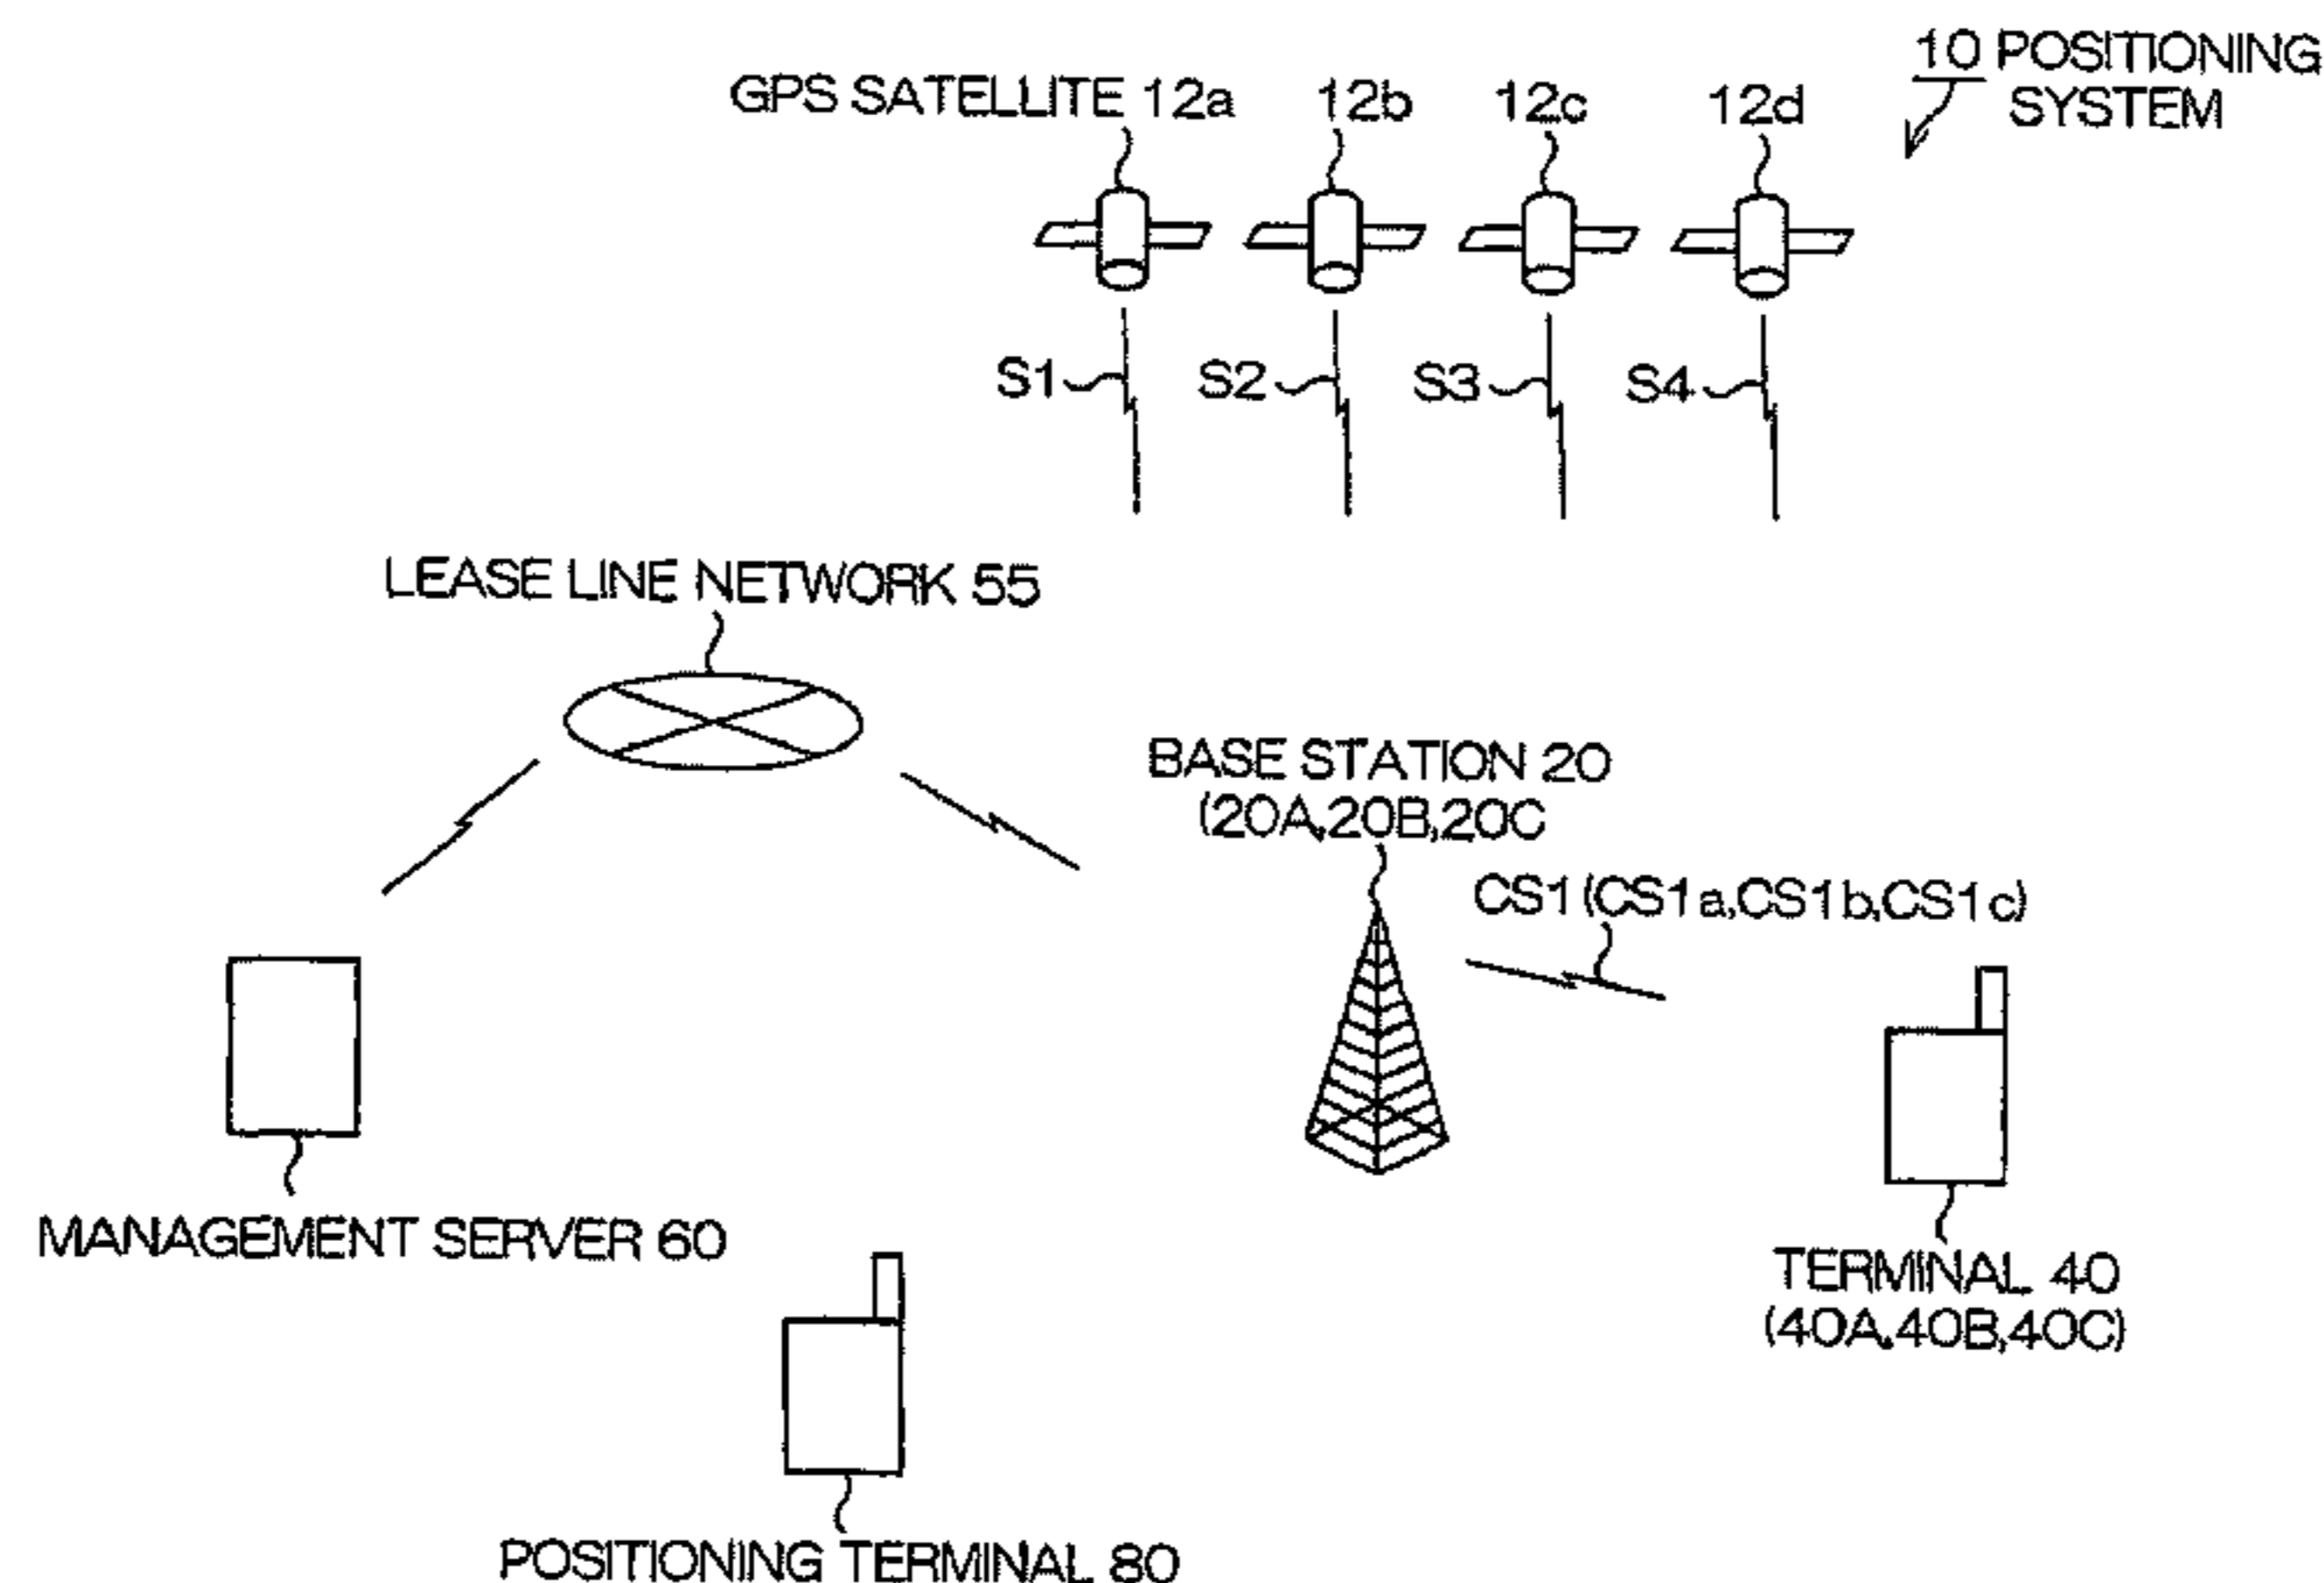 10 POSITIONING
SYSTEM
GPS SATELLITE 12a 12b 12c 12d
S1 S2 S3 S4
LEASE LINE NETWORK 55
BASE STATION 20
(20A,20B,20C
CS1(CS1a,CS1b,CS1c)
MANAGEMENT SERVER 60
TERMINAL 40
(40A,40B,40C)
POSITIONING TERMINAL 80